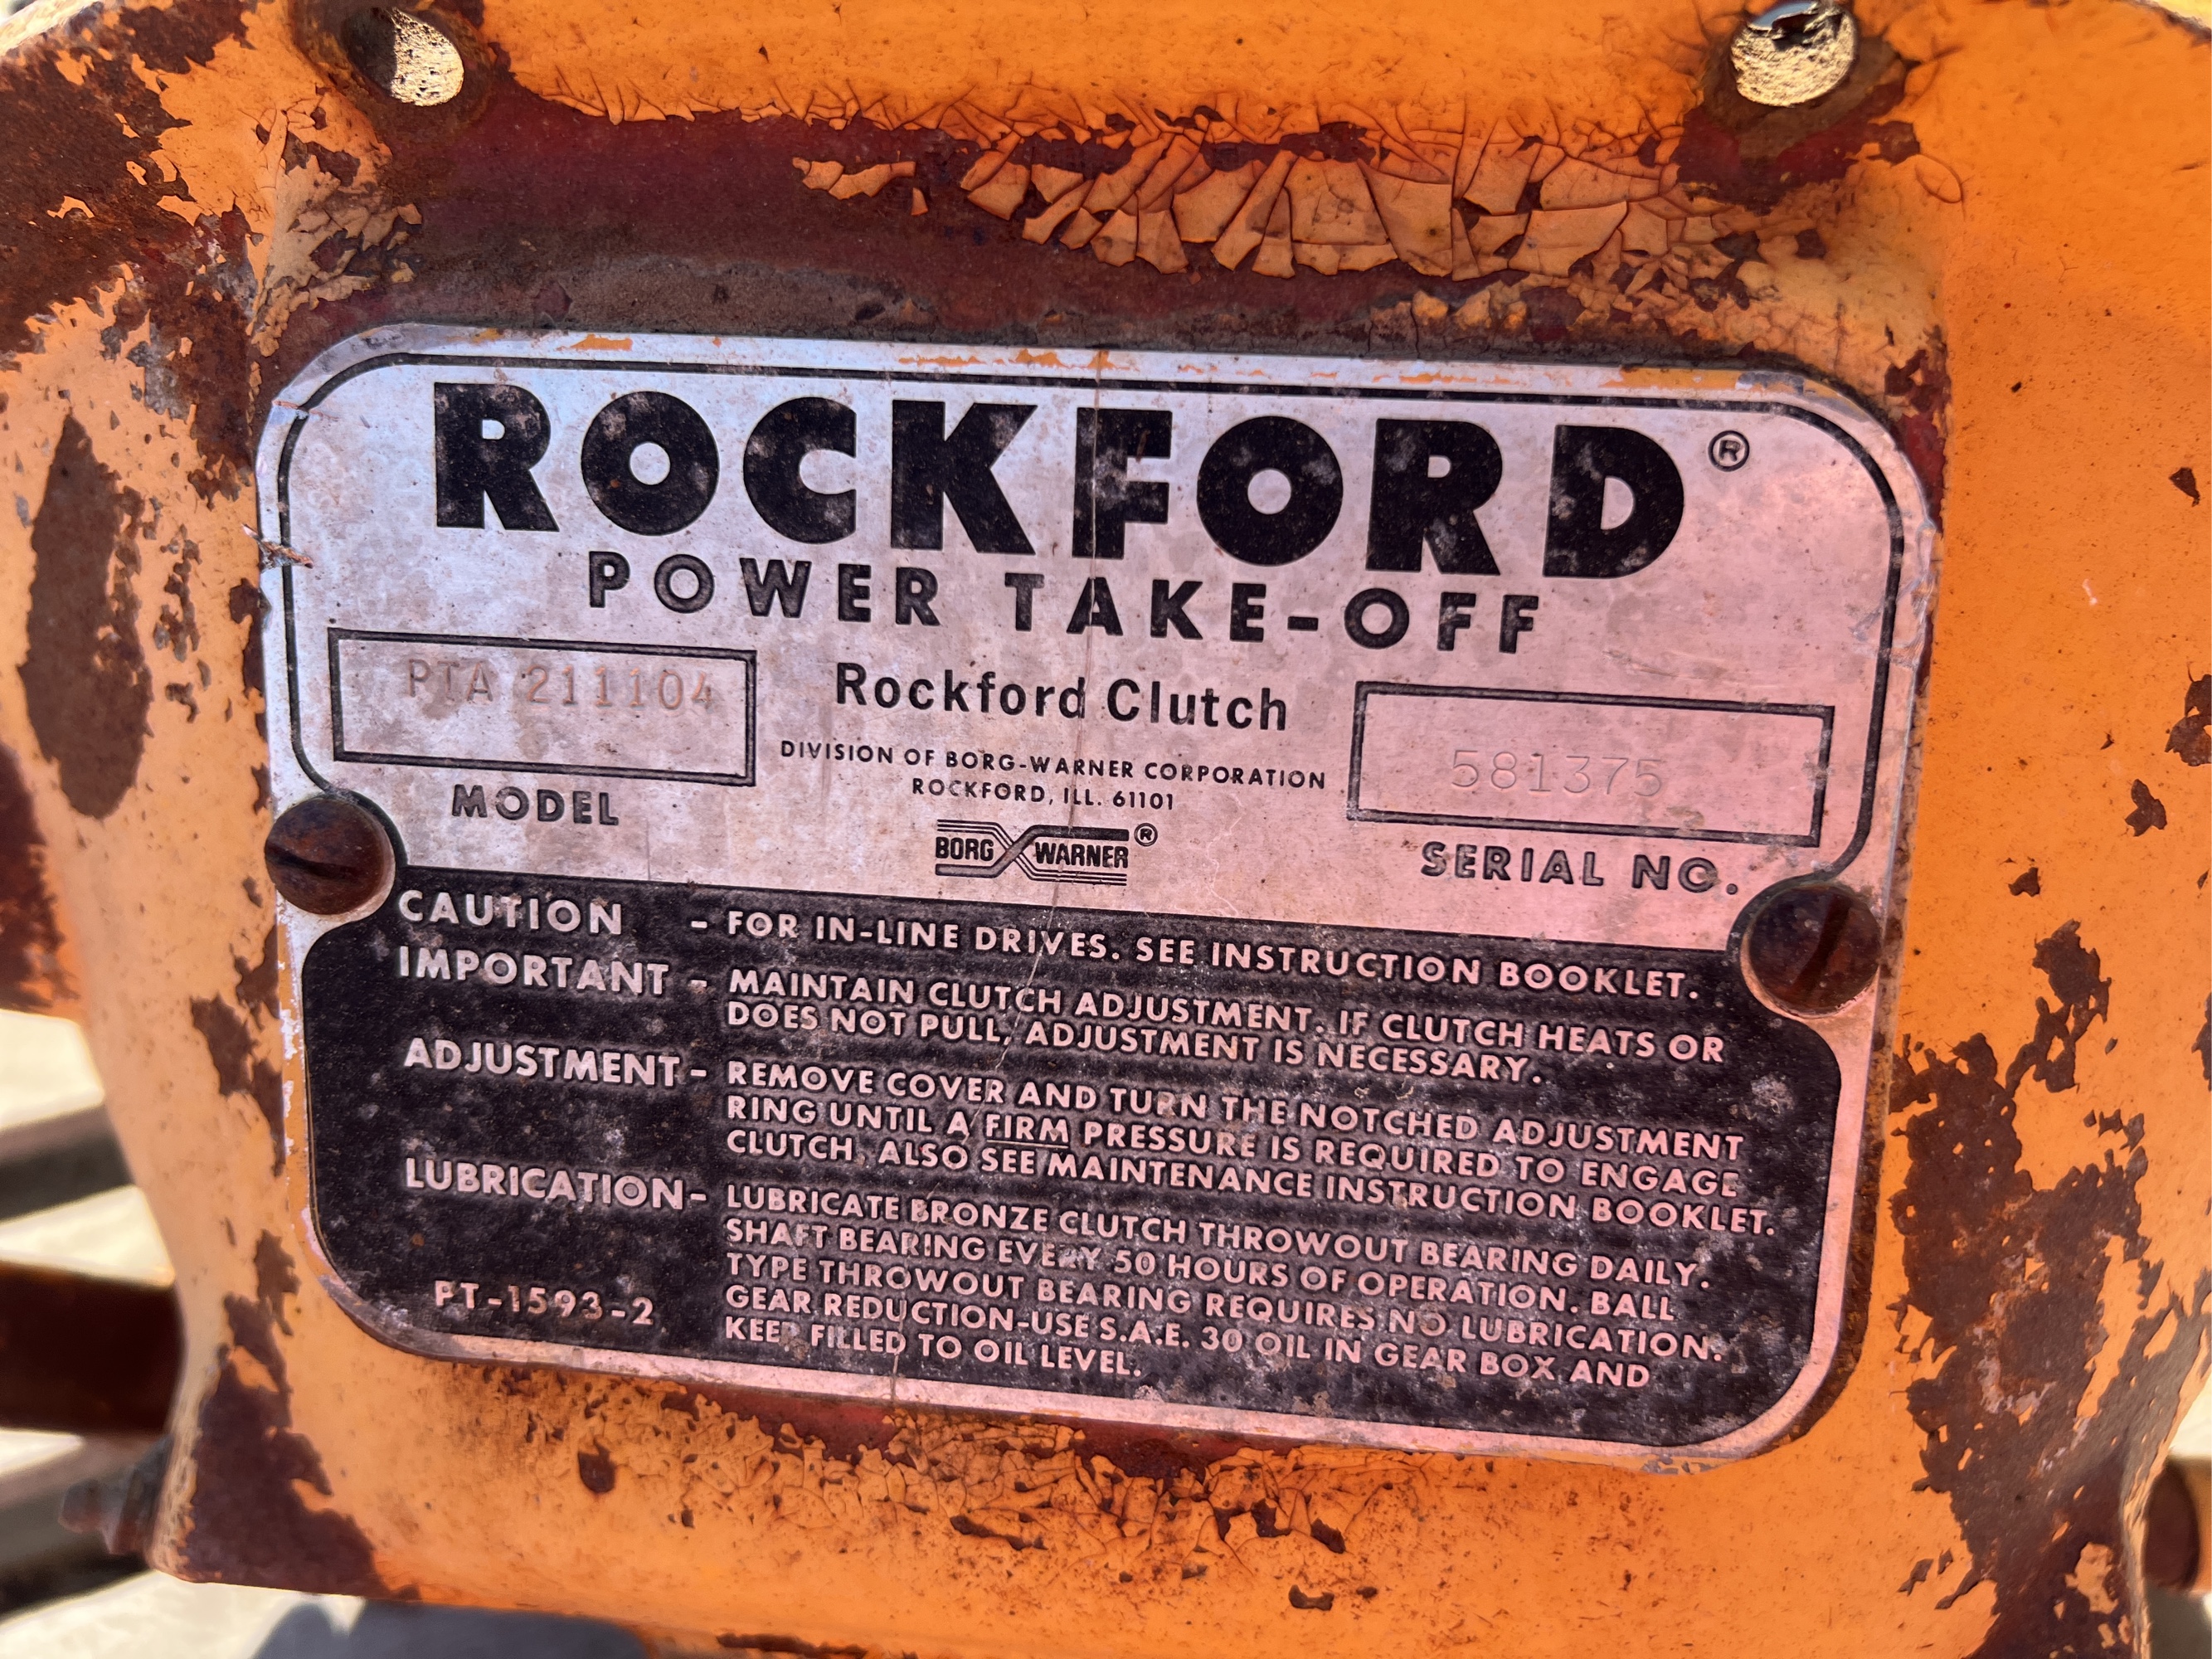 ROCKFORD®
POWER TAKE-OFF
PTA 211104
MODEL
Rockford Clutch
DIVISION OF BORG-WARNER CORPORATION
ROCKFORD, ILL. 61101
BORG WARNER®
581375
SERIAL NO.
CAUTION - FOR IN-LINE DRIVES. SEE INSTRUCTION BOOKLET.
IMPORTANT - MAINTAIN CLUTCH ADJUSTMENT. IF CLUTCH HEATS OR
DOES NOT PULL, ADJUSTMENT IS NECESSARY.
ADJUSTMENT - REMOVE COVER AND TURN THE NOTCHED ADJUSTMENT
RING UNTIL A FIRM PRESSURE IS REQUIRED TO ENGAGE
CLUTCH. ALSO SEE MAINTENANCE INSTRUCTION BOOKLET.
LUBRICATION - LUBRICATE BRONZE CLUTCH THROWOUT BEARING DAILY.
SHAFT BEARING EVERY 50 HOURS OF OPERATION. BALL
TYPE THROWOUT BEARING REQUIRES NO LUBRICATION.
GEAR REDUCTION-USE S.A.E. 30 OIL IN GEAR BOX AND
KEEP FILLED TO OIL LEVEL.
PT-1593-2